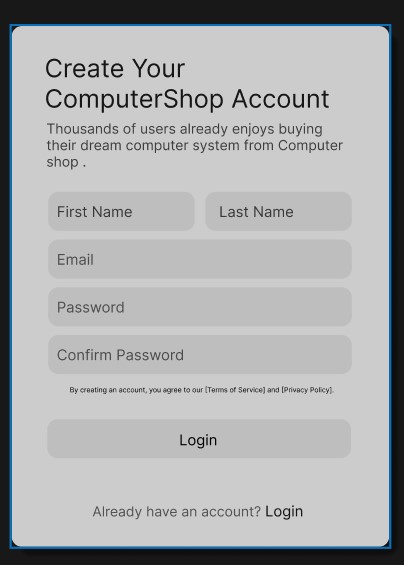 Create Your
ComputerShop Account
Thousands of users already enjoys buying
their dream computer system from Computer
shop .
First Name Last Name
Email
Password
Confirm Password
By creating an account, you agree to our [Terms of Service] and [Privacy Policy].
Login
Already have an account? Login